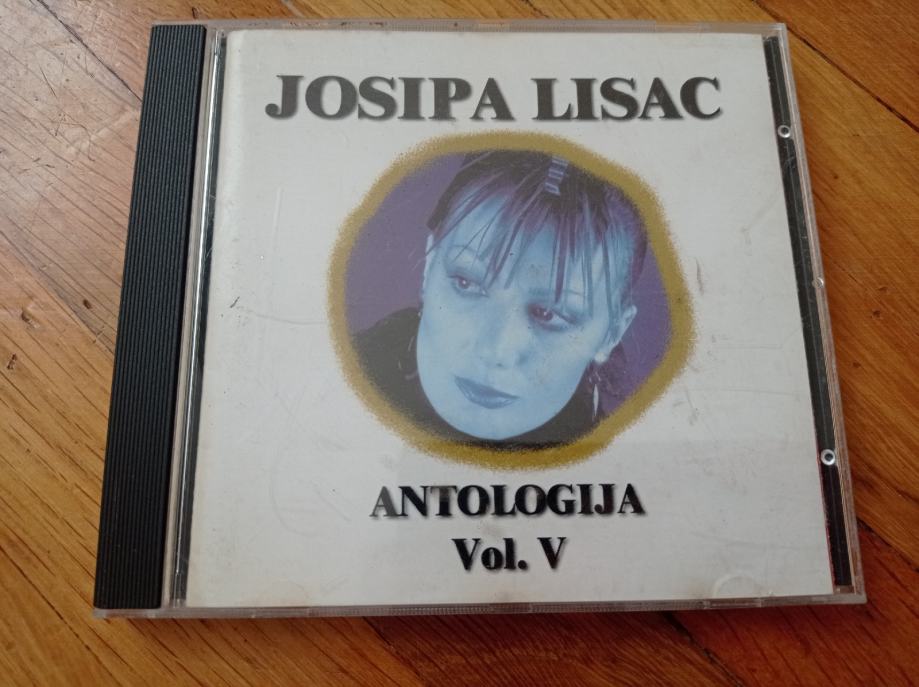 JOSIPA LISAC
ANTOLOGIJA
Vol. V